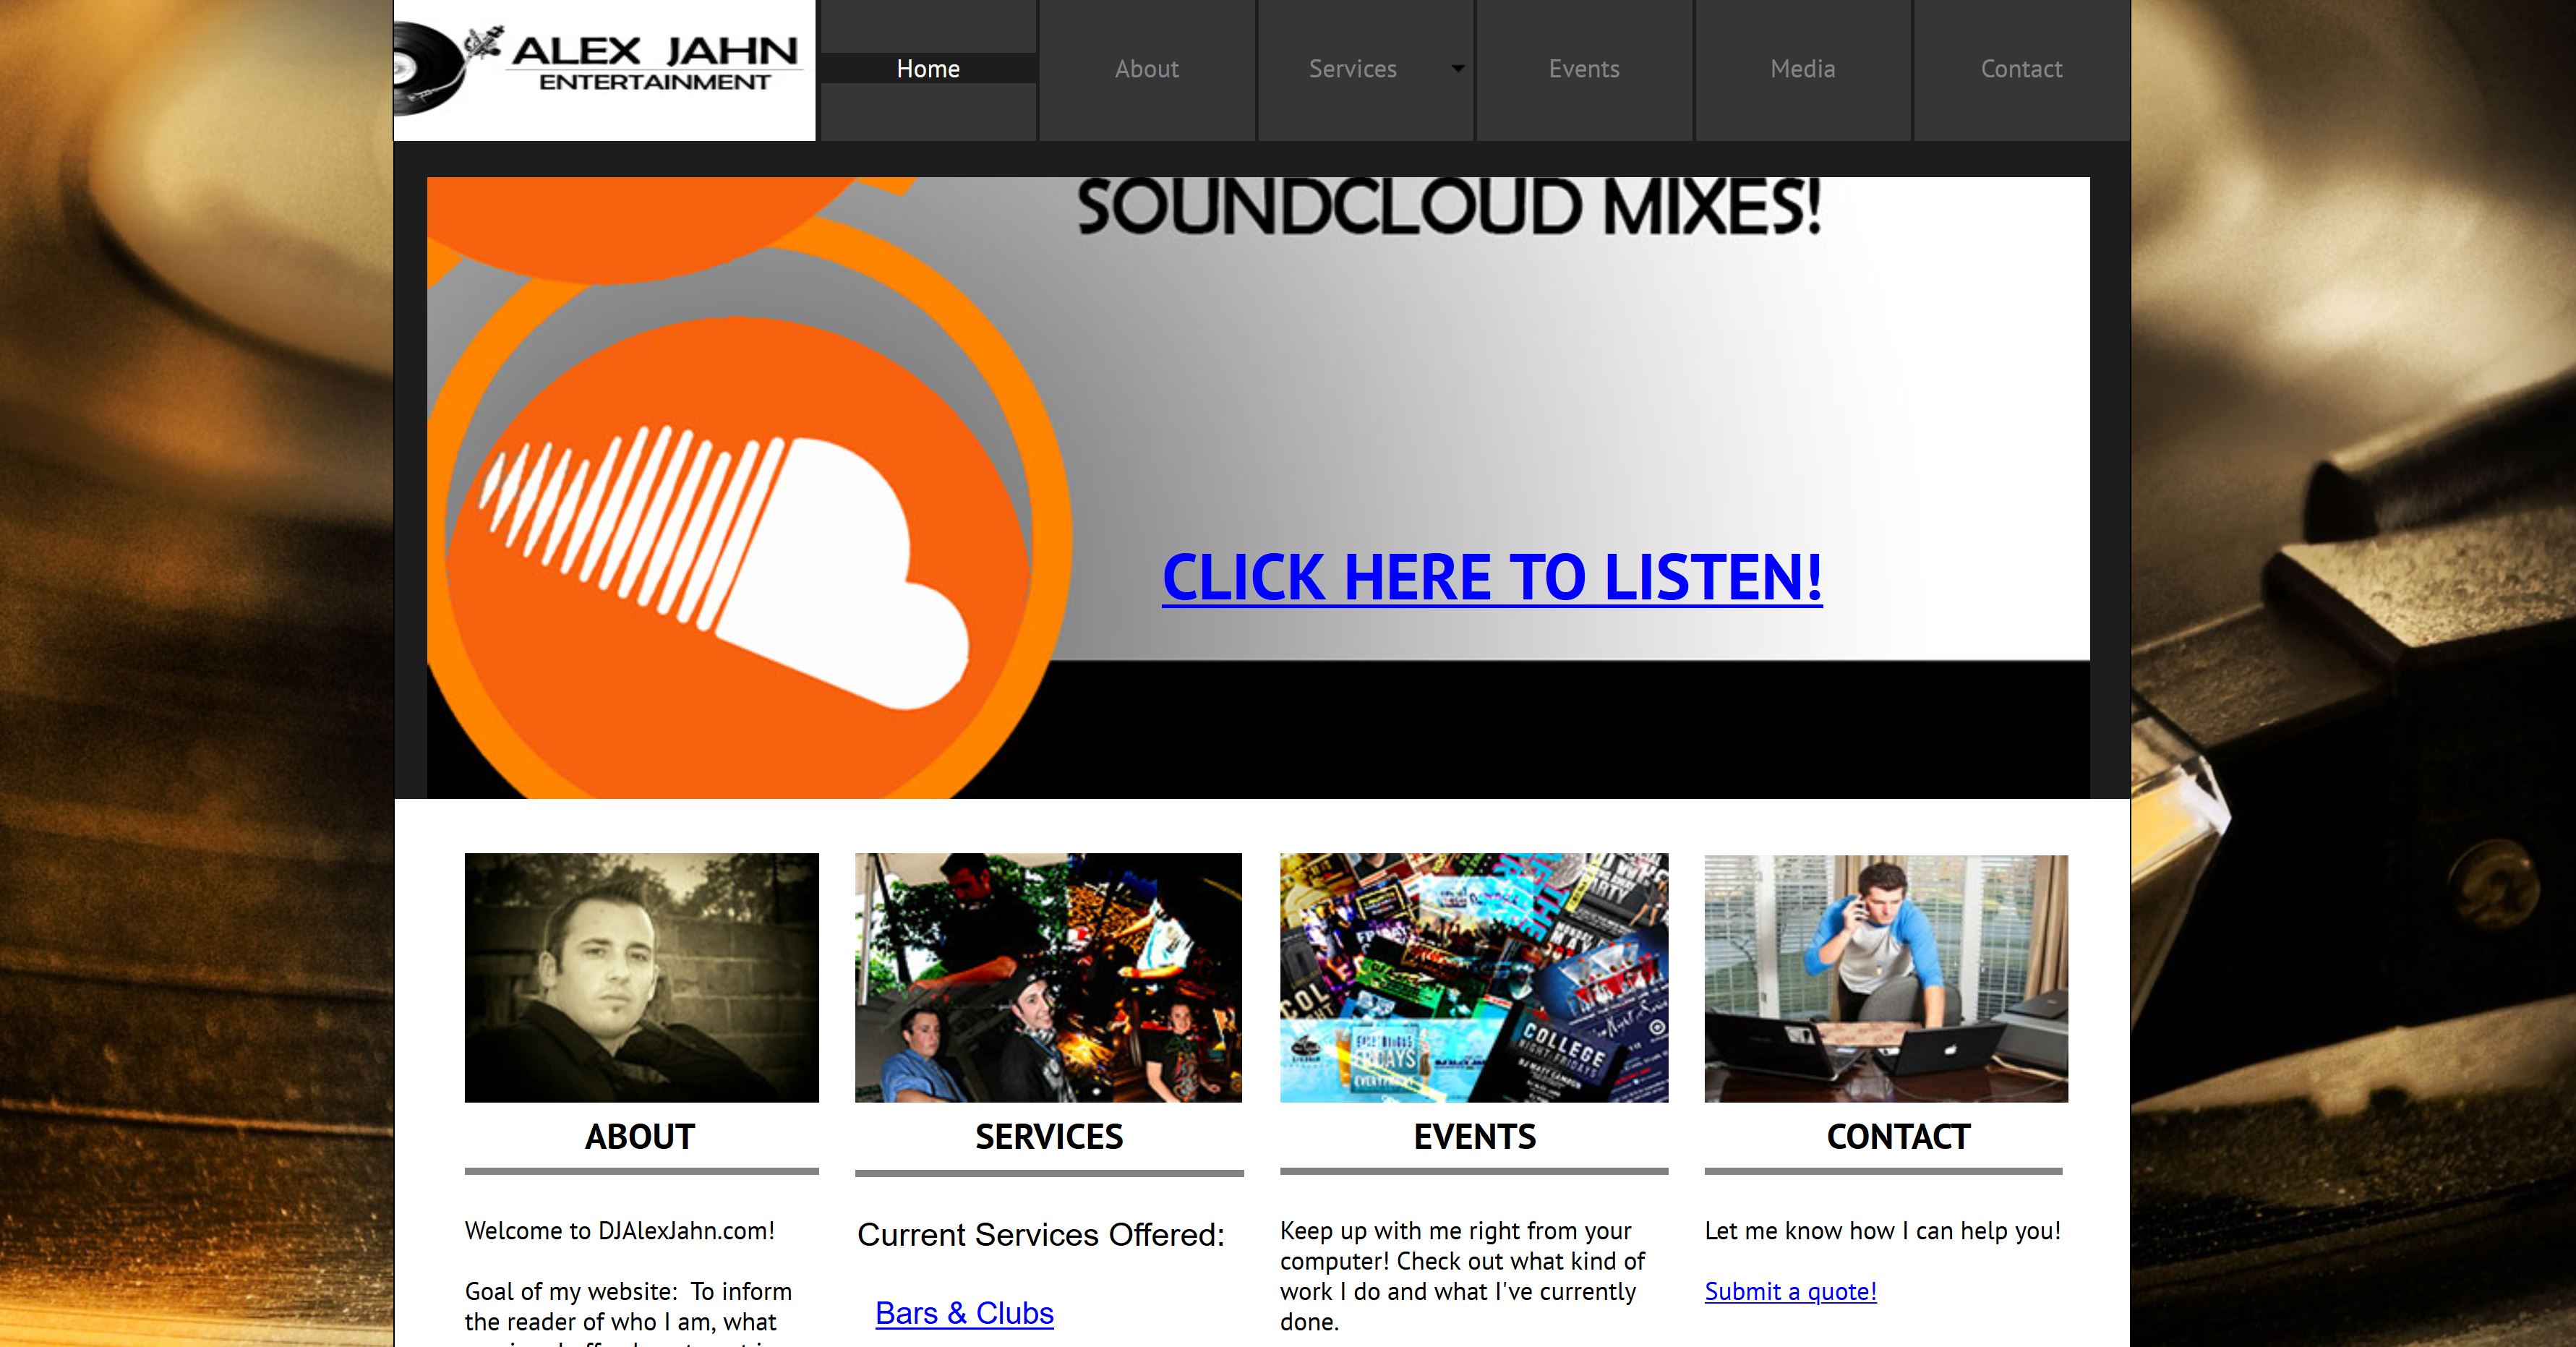 ALEX JAHN
ENTERTAINMENT
Home
About
Services
Events
Media
Contact
SOUNDCLOUD MIXES!
CLICK HERE TO LISTEN!
COLLEGE
NIGHT FRIDAYS
ABOUT
SERVICES
EVENTS
CONTACT
Welcome to DJAlexJahn.com!
Goal of my website:  To inform
the reader of who I am, what
Current Services Offered:
Bars & Clubs
Keep up with me right from your
computer! Check out what kind of
work I do and what I've currently
done.
Let me know how I can help you!
Submit a quote!